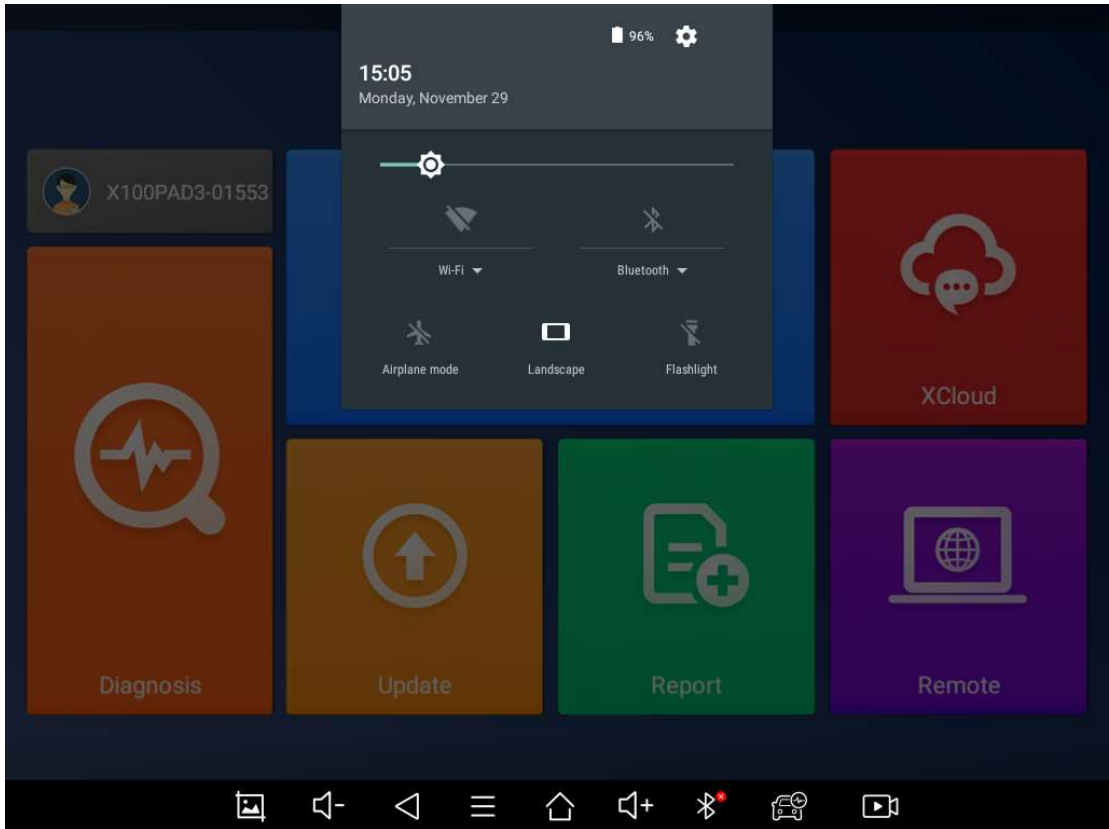 96%
15:05
Monday, November 29
X100PAD3-01553
Wi-Fi
Bluetooth
Airplane mode
Landscape
Flashlight
XCloud
Diagnosis
Update
Report
Remote